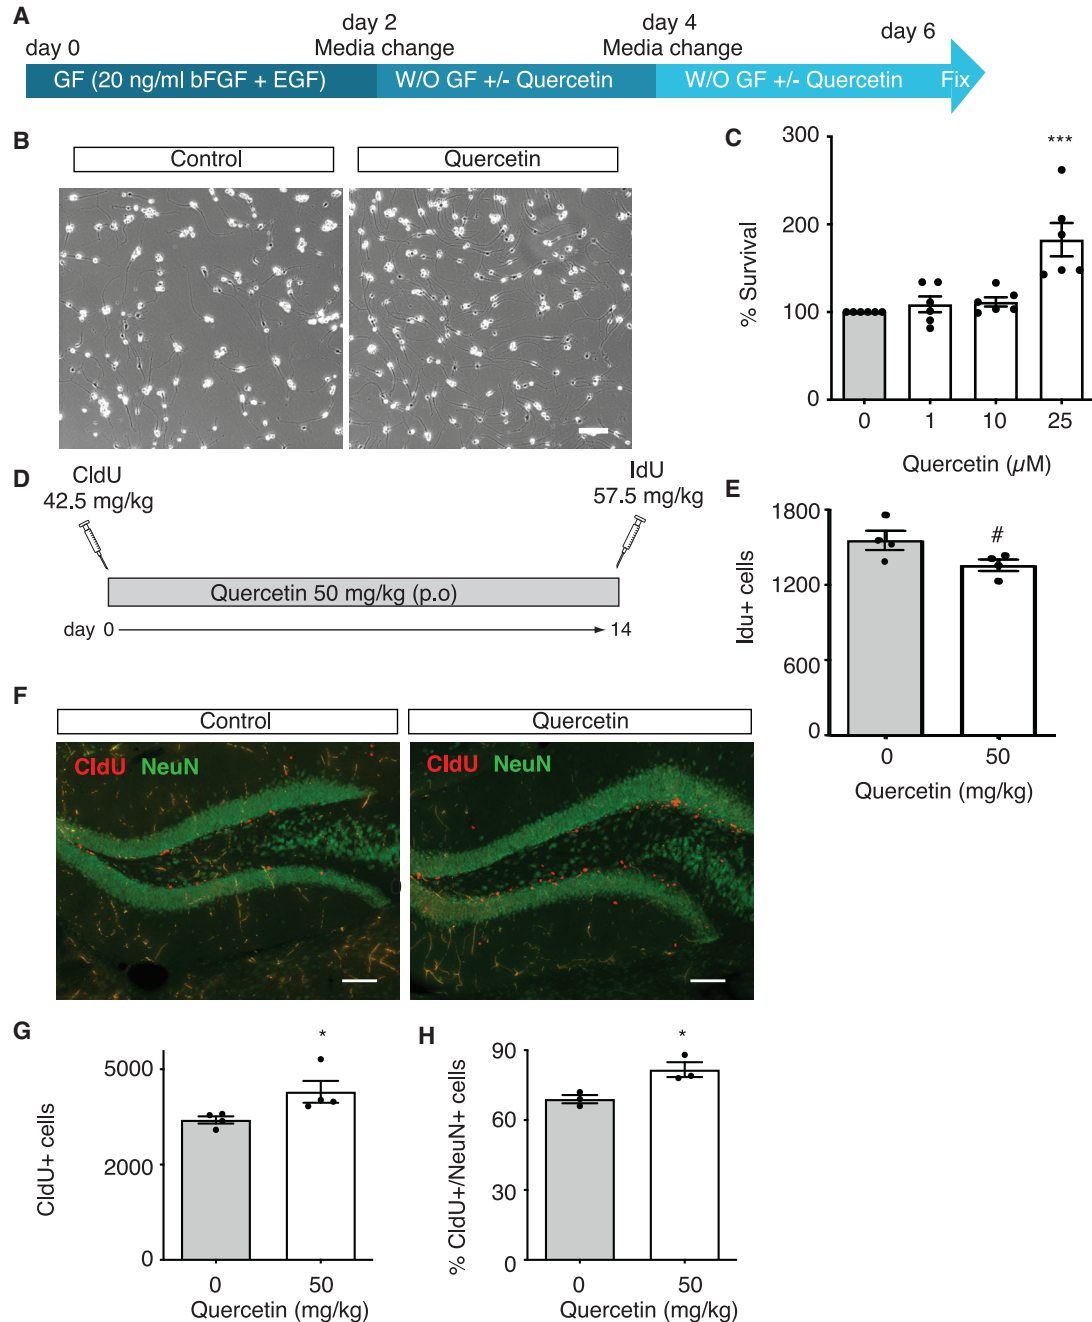 A
day 0
day 2
Media change
day 4
Media change
day 6
GF (20 ng/ml bFGF + EGF)
W/O GF +/- Quercetin
W/O GF +/- Quercetin
Fix
B
Control
Quercetin
C
% Survival
300
200
100
0
***
0 1 10 25
Quercetin (µM)
D
CldU
42.5 mg/kg
IdU
57.5 mg/kg
Quercetin 50 mg/kg (p.o)
day 0
14
E
Idu+ cells
1800
1200
600
0
#
0 50
Quercetin (mg/kg)
F
Control
Quercetin
CldU NeuN
CldU NeuN
G
CldU+ cells
5000
2000
0
*
0 50
Quercetin (mg/kg)
H
% CldU+/NeuN+ cells
90
60
30
0
*
0 50
Quercetin (mg/kg)